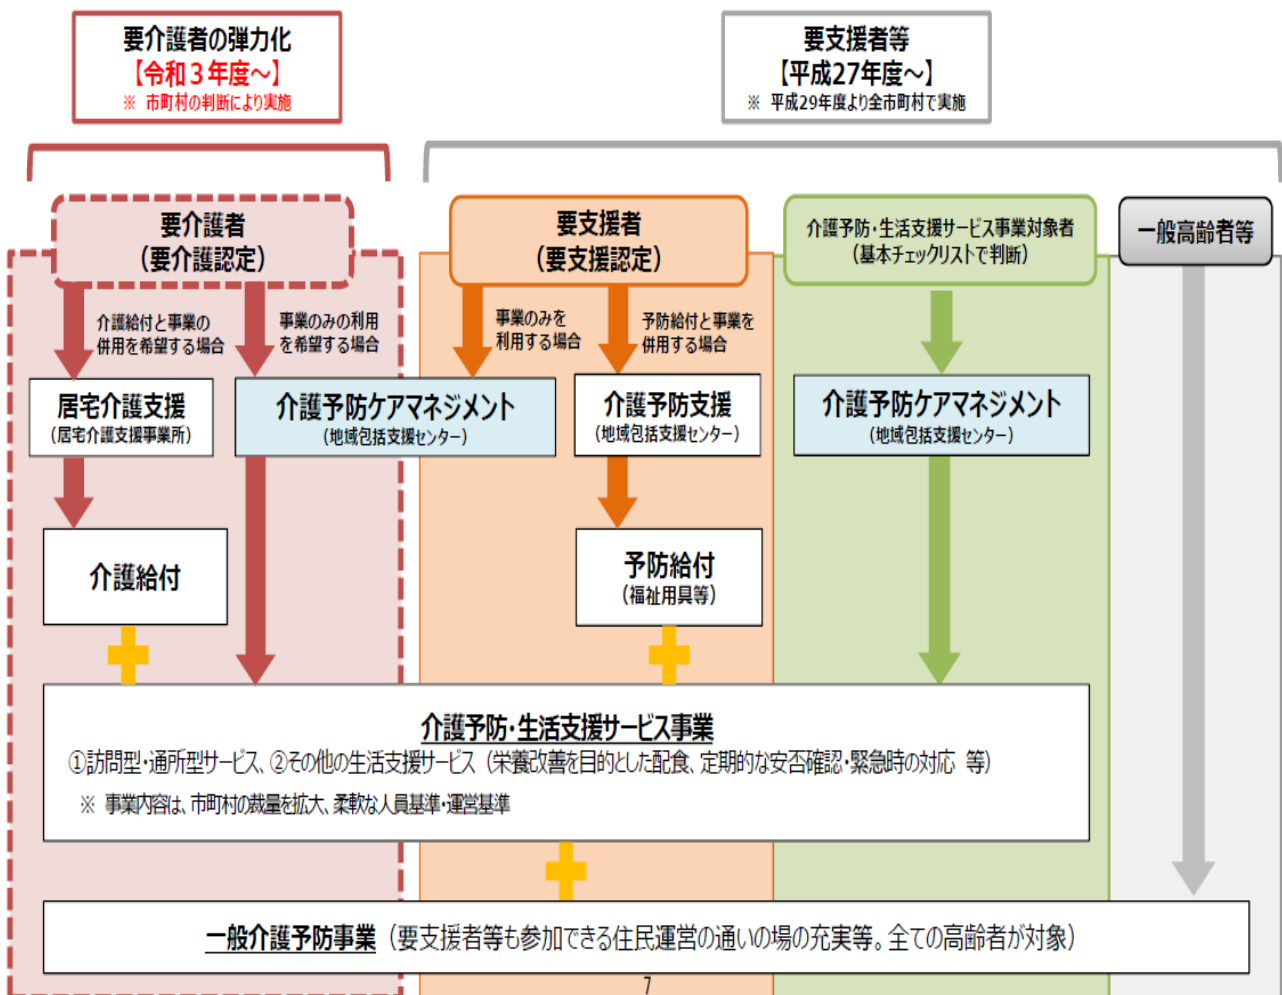 要介護者の弾力化
【令和３年度～】
※ 市町村の判断により実施
要支援者等
【平成27年度～】
※ 平成29年度より全市町村で実施
要介護者
（要介護認定）
要支援者
（要支援認定）
介護予防・生活支援サービス事業対象者
（基本チェックリストで判断）
一般高齢者等
介護給付と事業の
併用を希望する場合
事業のみの利用
を希望する場合
事業のみを
利用する場合
予防給付と事業を
併用する場合
居宅介護支援
（居宅介護支援事業所）
介護予防ケアマネジメント
（地域包括支援センター）
介護予防支援
（地域包括支援センター）
介護予防ケアマネジメント
（地域包括支援センター）
介護給付
予防給付
（福祉用具等）
介護予防・生活支援サービス事業
①訪問型・通所型サービス、②その他の生活支援サービス（栄養改善を目的とした配食、定期的な安否確認・緊急時の対応 等）
※ 事業内容は、市町村の裁量を拡大、柔軟な人員基準・運営基準
一般介護予防事業（要支援者等も参加できる住民運営の通いの場の充実等。全ての高齢者が対象）
7